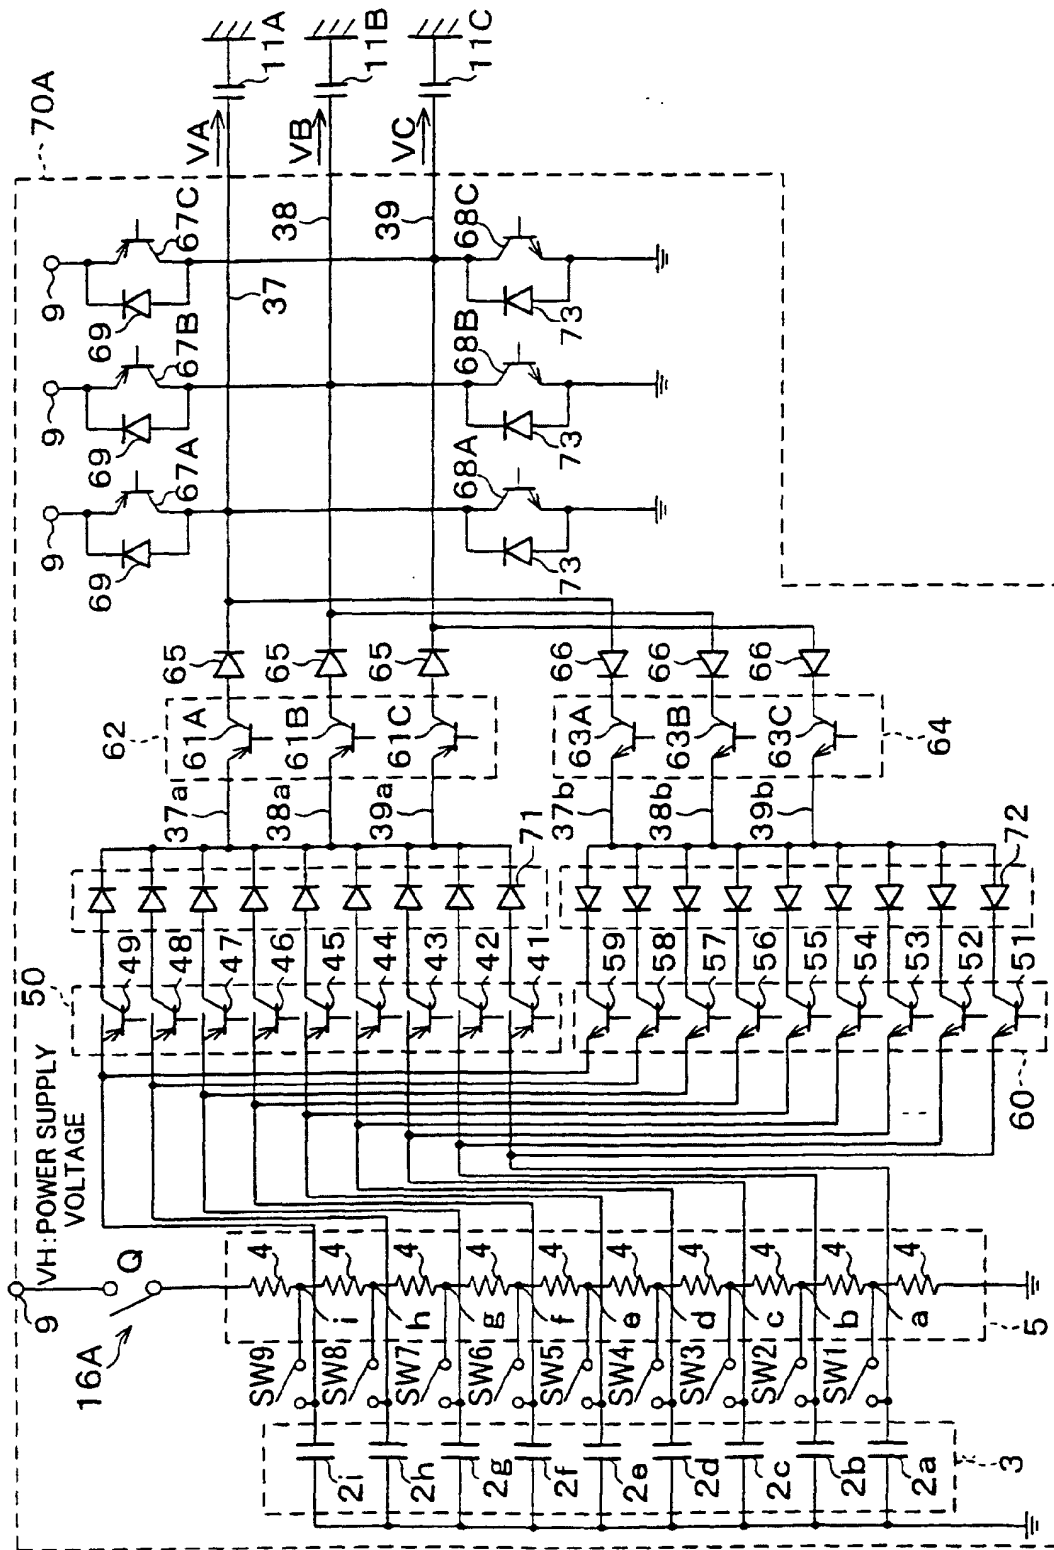 70A
VA
11A
VB
11B
VC
11C
9
69
67C
9
69
67B
9
69
67A
37
38
39
68C
73
68B
73
68A
73
65
65
65
66
66
66
62
61A
61B
61C
63A
63B
63C
64
37a
38a
39a
37b
38b
39b
71
72
50
49
48
47
46
45
44
43
42
41
59
58
57
56
55
54
53
52
51
60
VH:POWER SUPPLY
VOLTAGE
9
Q
16A
4
4
4
4
4
4
4
4
4
4
i
h
g
f
e
d
c
b
a
5
SW9
SW8
SW7
SW6
SW5
SW4
SW3
SW2
SW1
2i
2h
2g
2f
2e
2d
2c
2b
2a
3